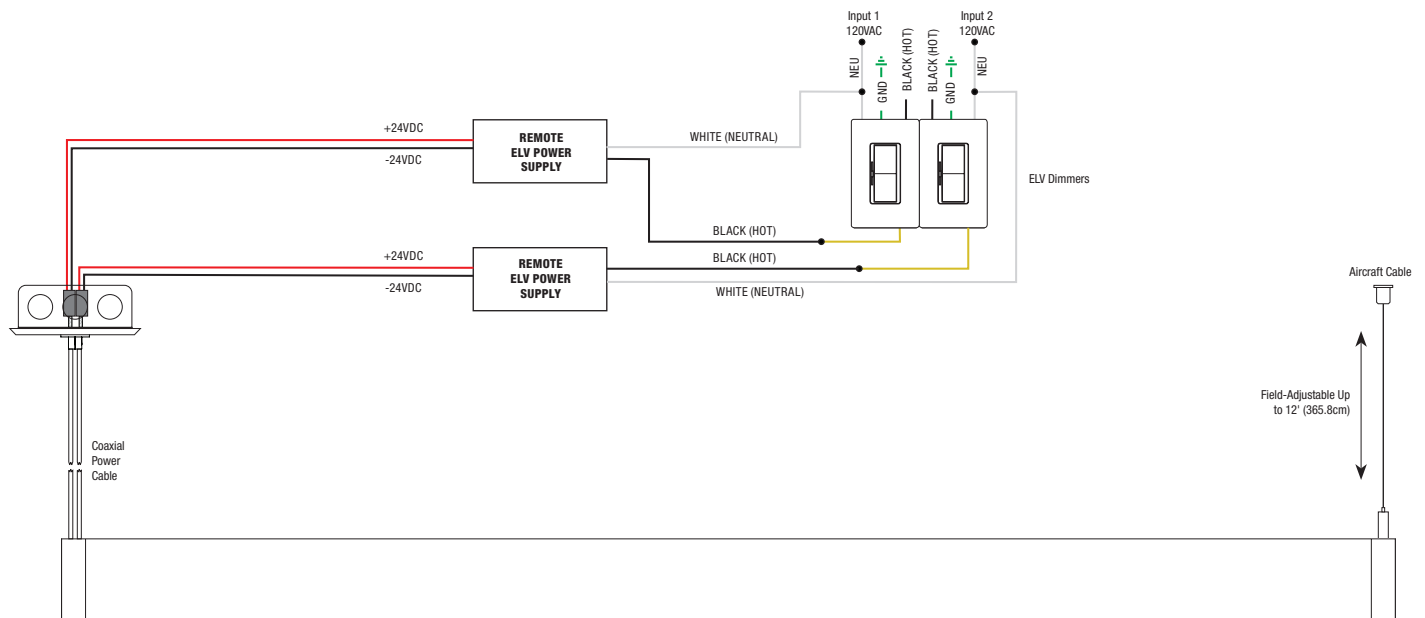 Input 1
120VAC
Input 2
120VAC
NEU
GND
BLACK (HOT)
BLACK (HOT)
GND
NEU
+24VDC
-24VDC
REMOTE
ELV POWER
SUPPLY
WHITE (NEUTRAL)
ELV Dimmers
BLACK (HOT)
+24VDC
-24VDC
REMOTE
ELV POWER
SUPPLY
BLACK (HOT)
WHITE (NEUTRAL)
Aircraft Cable
Field-Adjustable Up
to 12' (365.8cm)
Coaxial
Power
Cable